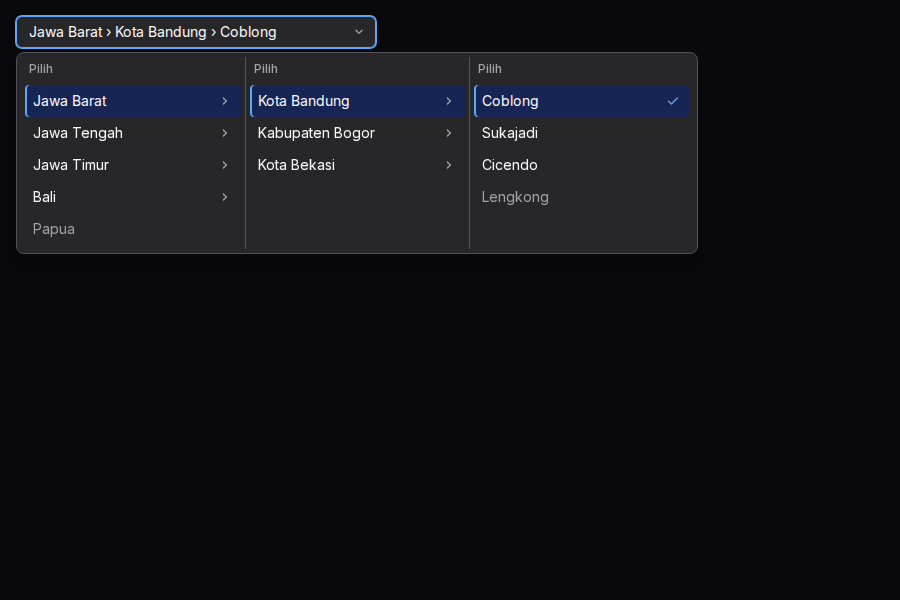 Jawa Barat › Kota Bandung › Coblong
Pilih
Jawa Barat
Jawa Tengah
Jawa Timur
Bali
Papua
Pilih
Kota Bandung
Kabupaten Bogor
Kota Bekasi
Pilih
Coblong
Sukajadi
Cicendo
Lengkong